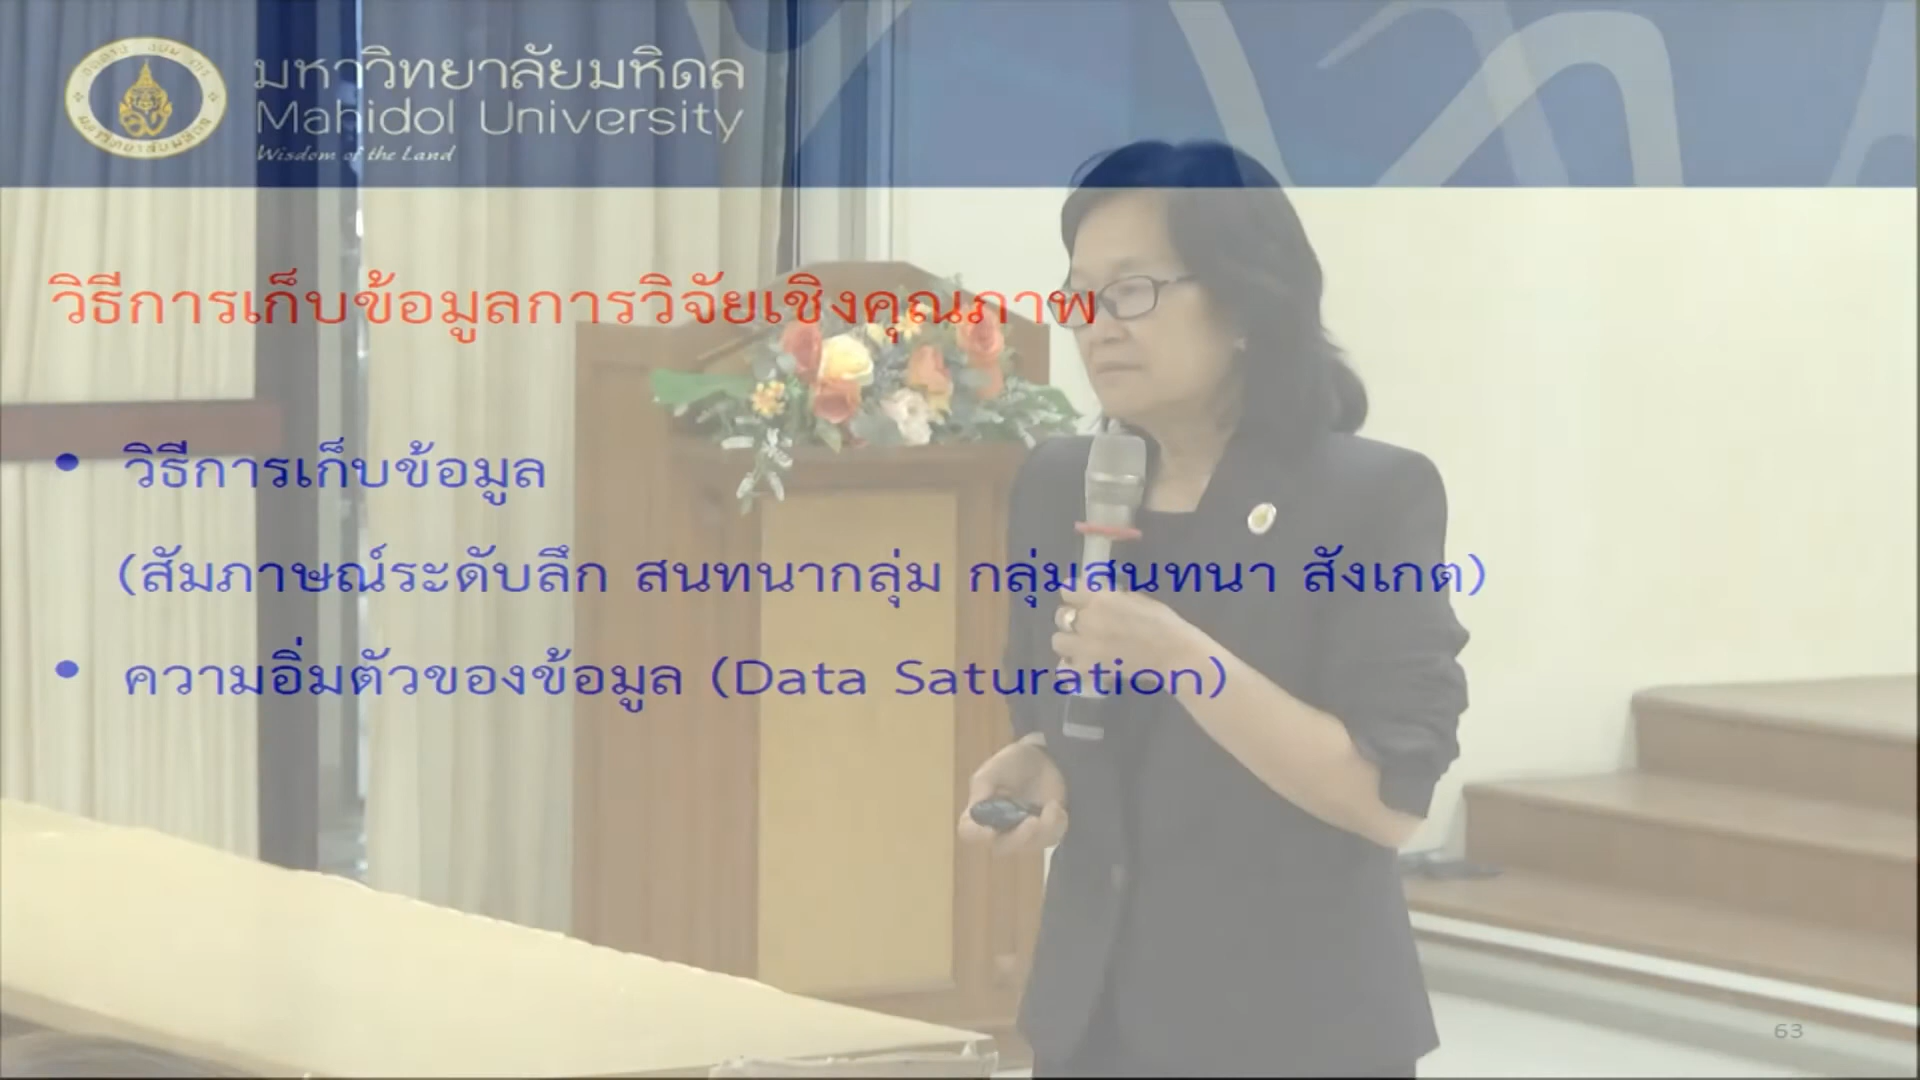 มหาวิทยาลัยมหิดล
Mahidol University
Wisdom of the Land
วิธีการเก็บข้อมูลการวิจัยเชิงคุณภาพ
• วิธีการเก็บข้อมูล
(สัมภาษณ์ระดับลึก สนทนากลุ่ม กลุ่มสนทนา สังเกต)
• ความอิ่มตัวของข้อมูล (Data Saturation)
63